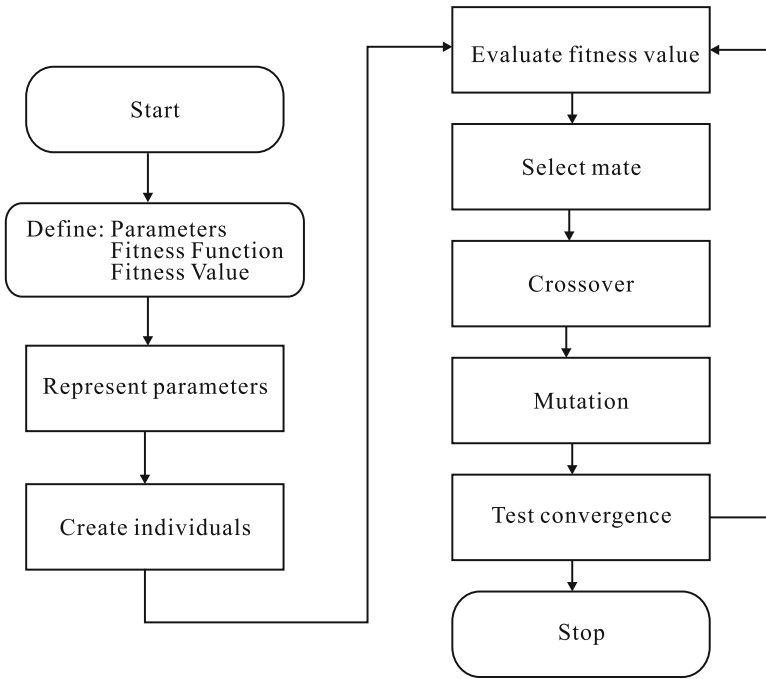 Start
Define: Parameters
Fitness Function
Fitness Value
Represent parameters
Create individuals
Evaluate fitness value
Select mate
Crossover
Mutation
Test convergence
Stop